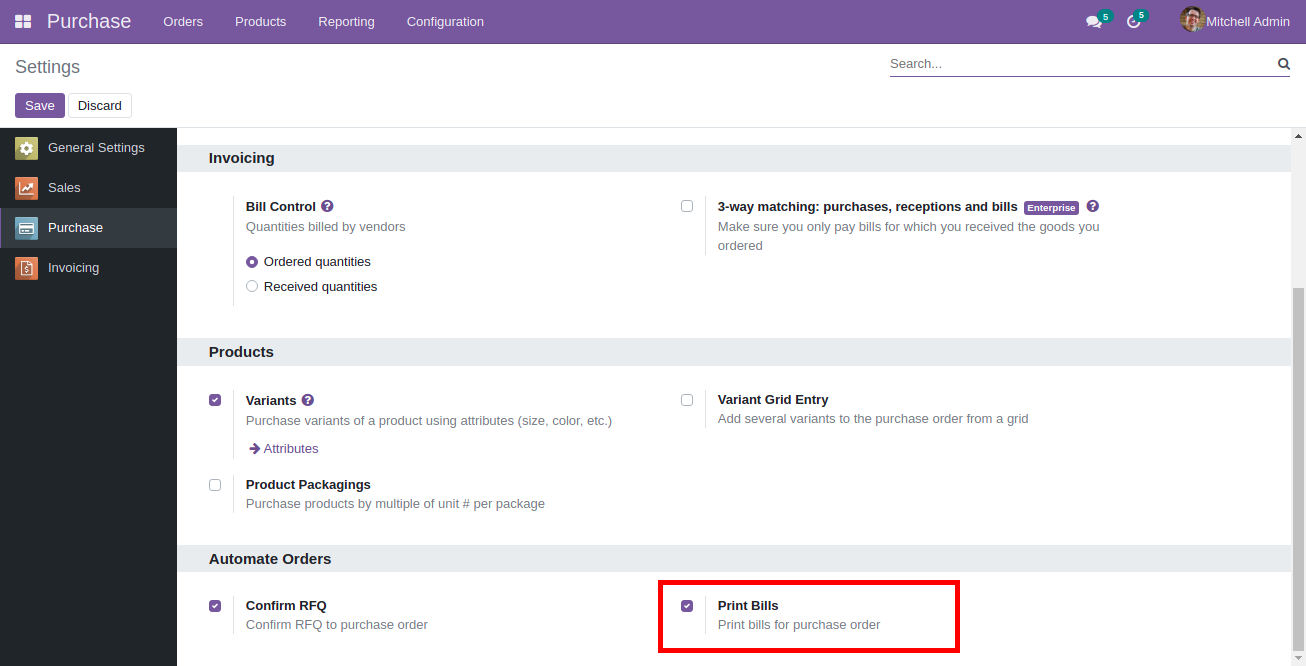 Purchase Orders Products Reporting Configuration 5 5 Mitchell Admin
Settings
Search...
Save Discard
General Settings
Sales
Purchase
Invoicing
Invoicing
Bill Control
Quantities billed by vendors
Ordered quantities
Received quantities
3-way matching: purchases, receptions and bills Enterprise
Make sure you only pay bills for which you received the goods you
ordered
Products
Variants
Purchase variants of a product using attributes (size, color, etc.)
Attributes
Variant Grid Entry
Add several variants to the purchase order from a grid
Product Packagings
Purchase products by multiple of unit # per package
Automate Orders
Confirm RFQ
Confirm RFQ to purchase order
Print Bills
Print bills for purchase order